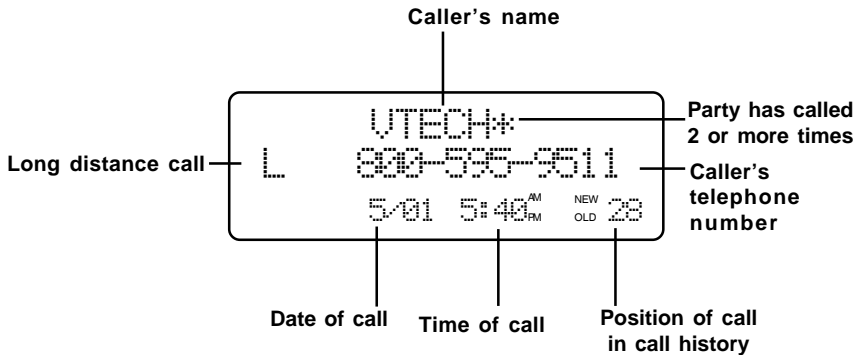 Caller's name
VTECH*
Party has called
2 or more times
Long distance call
L 800-595-9511
Caller's
telephone
number
5/01 5:40 AM PM NEW OLD 28
Date of call
Time of call
Position of call
in call history